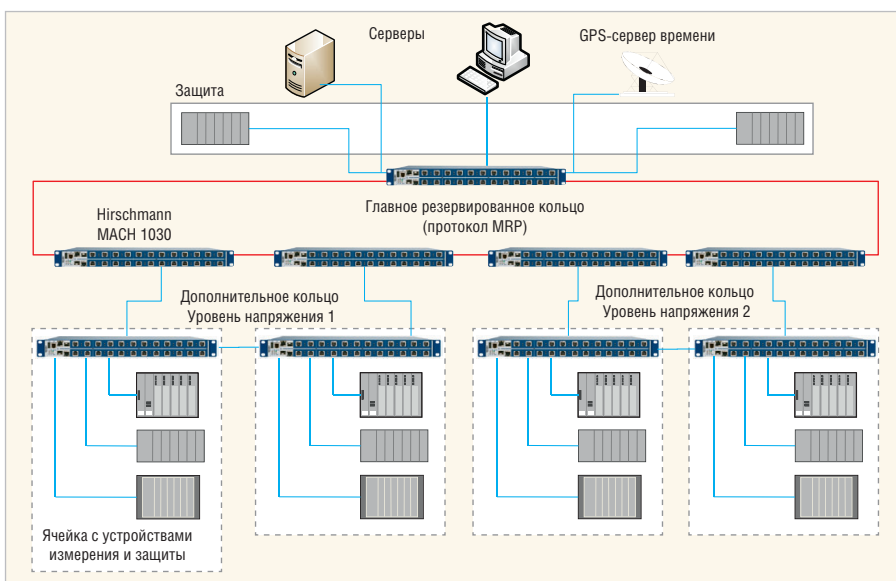 Серверы
GPS-сервер времени
Защита
Hirschmann
MACH 1030
Главное резервированное кольцо
(протокол MRP)
Дополнительное кольцо
Уровень напряжения 1
Дополнительное кольцо
Уровень напряжения 2
Ячейка с устройствами
измерения и защиты